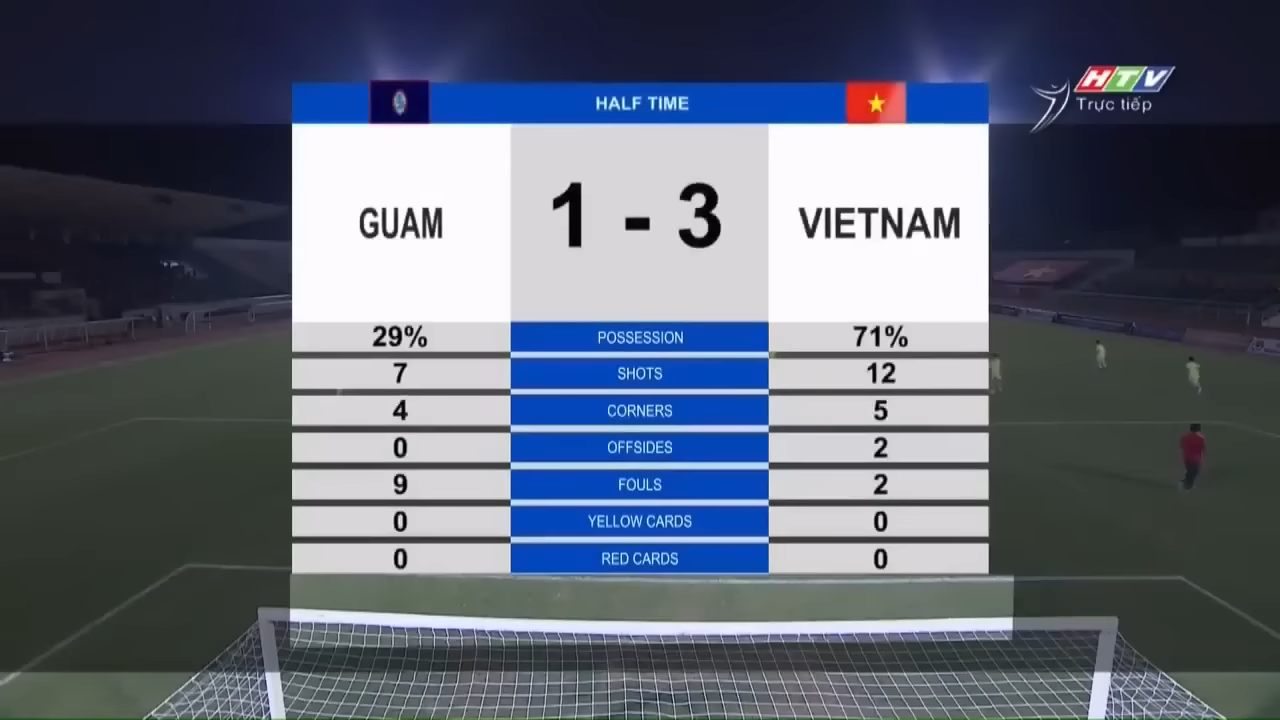 HALF TIME
HTV
Trực tiếp
GUAM 1 - 3 VIETNAM
29% POSSESSION 71%
7 SHOTS 12
4 CORNERS 5
0 OFFSIDES 2
9 FOULS 2
0 YELLOW CARDS 0
0 RED CARDS 0